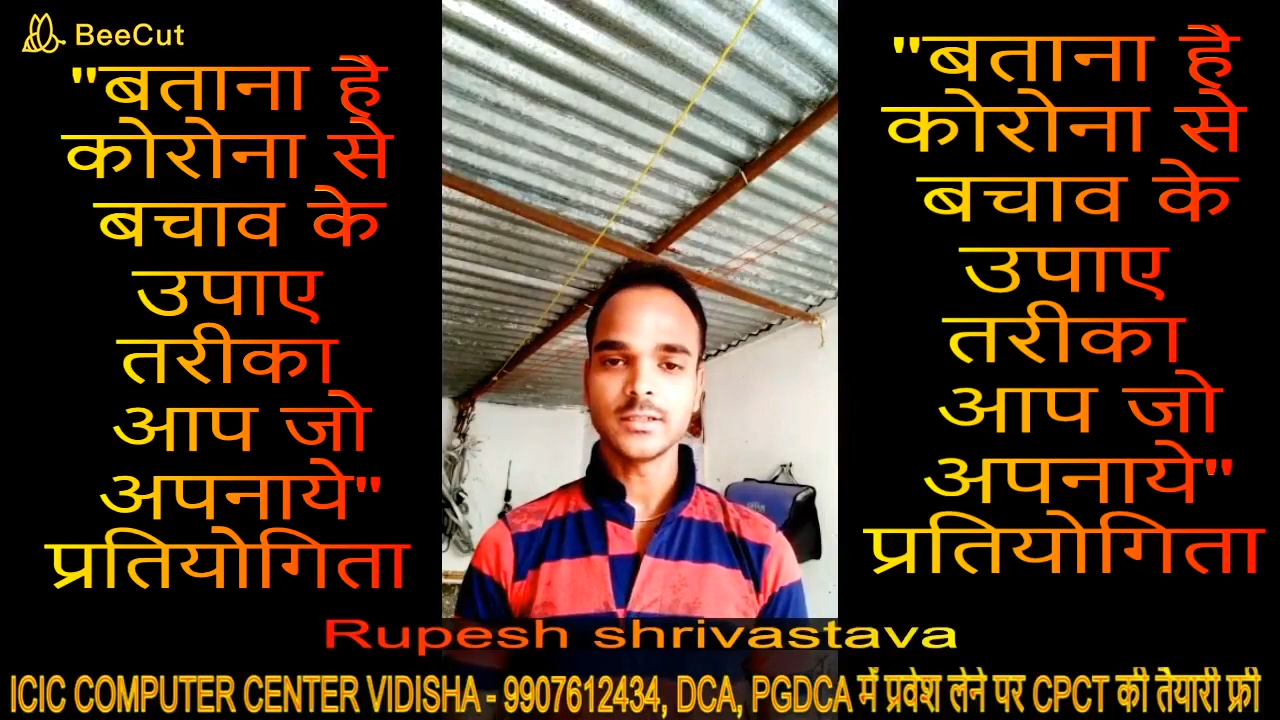 BeeCut
"बताना है
कोरोना से
बचाव के
उपाए
तरीका
आप जो
अपनाये"
प्रतियोगिता
"बताना है
कोरोना से
बचाव के
उपाए
तरीका
आप जो
अपनाये"
प्रतियोगिता
Rupesh shrivastava
ICIC COMPUTER CENTER VIDISHA - 9907612434, DCA, PGDCA में प्रवेश लेने पर CPCT की तैयारी फ्री